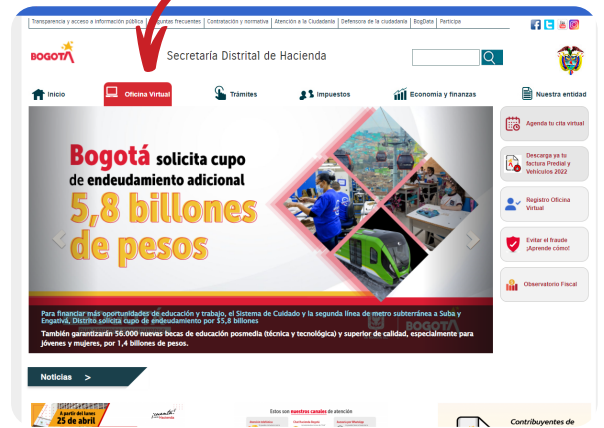 Transparencia y acceso a información pública | Preguntas frecuentes | Contratación y normativa | Atención a la Ciudadanía | Defensora de la ciudadanía | BogData | Participa
BOGOTÁ
Secretaría Distrital de Hacienda
Inicio
Oficina Virtual
Trámites
Impuestos
Economía y finanzas
Nuestra entidad
Bogotá solicita cupo
de endeudamiento adicional
5,8 billones
de pesos
Para financiar más oportunidades de educación y trabajo, el Sistema de Cuidado y la segunda línea de metro subterránea a Suba y
Engativá, Distrito solicita cupo de endeudamiento por $5,8 billones
También garantizarán 56.000 nuevas becas de educación posmedia (técnica y tecnológica) y superior de calidad, especialmente para
jóvenes y mujeres, por 1,4 billones de pesos.
BOGOTÁ
Agenda tu cita virtual
Descarga ya tu
factura Predial y
Vehículos 2022
Registro Oficina
Virtual
Evitar el fraude
¡Aprende cómo!
Observatorio Fiscal
Noticias >
A partir del lunes
25 de abril
Estos son nuestros canales de atención
Contribuyentes de